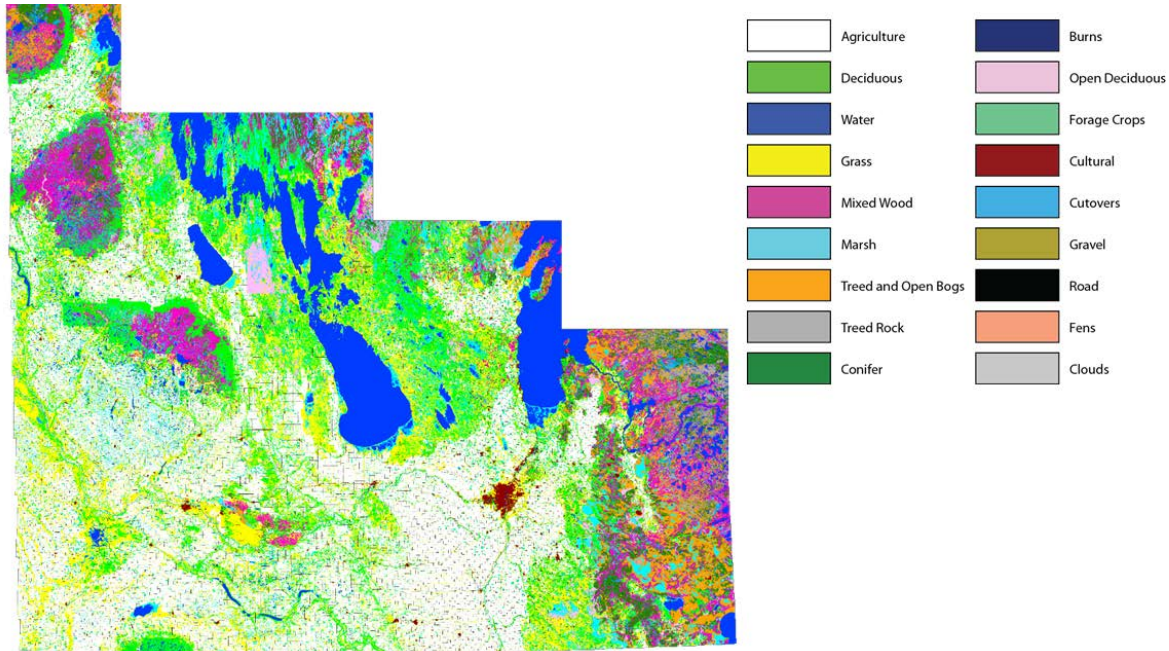 Agriculture
Deciduous
Water
Grass
Mixed Wood
Marsh
Treed and Open Bogs
Treed Rock
Conifer
Burns
Open Deciduous
Forage Crops
Cultural
Cutovers
Gravel
Road
Fens
Clouds